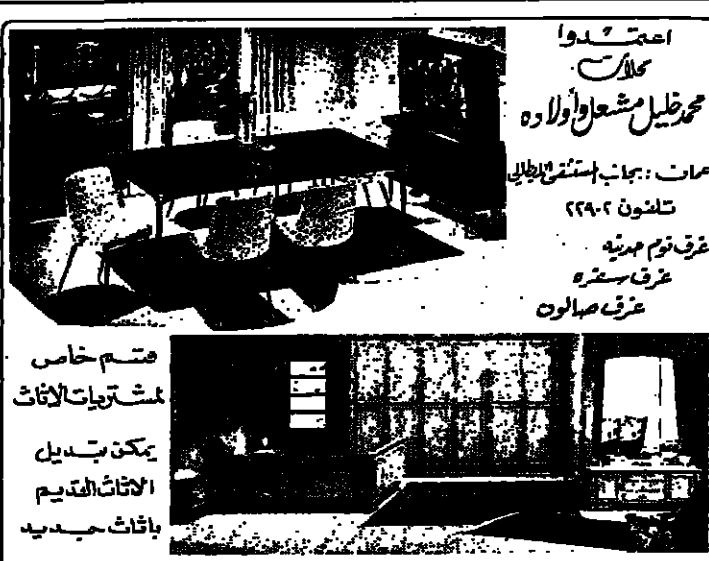 اعتمدوا
محلات
محمد خليل مشعل وأولاده
عمان : بجانب المستشفى الايطالي
تلفون ٢٢٩٠٢
غرف نوم حديثه
غرف سفره
غرف صالون
قسم خاص
لمشتريات الاثاث
يمكن تبديل
الاثاث القديم
باثاث جديد